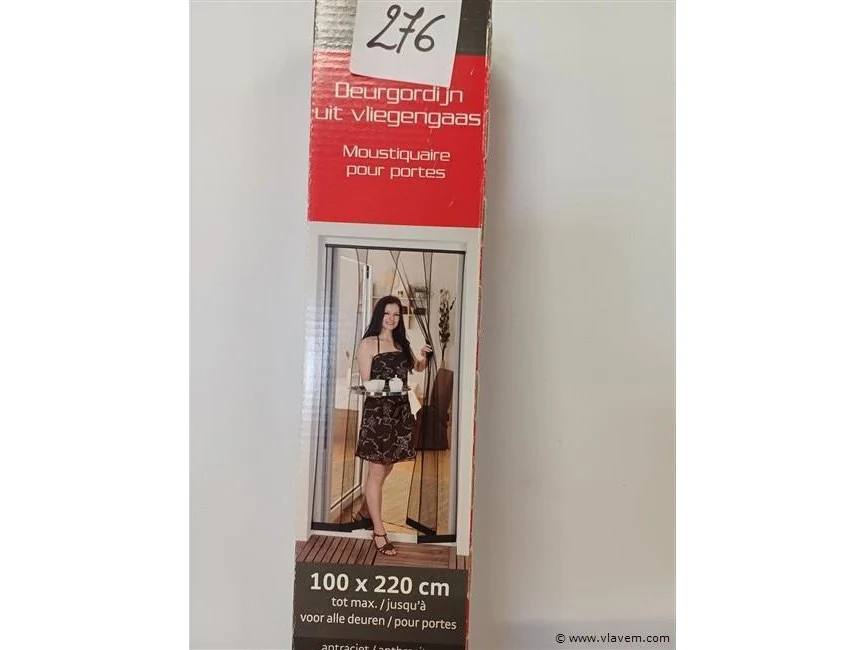 276
Deurgordijn
uit vliegengaas
Moustiquaire
pour portes
100 x 220 cm
tot max. / jusqu'à
voor alle deuren / pour portes
antraciet /
© www.vlavem.com